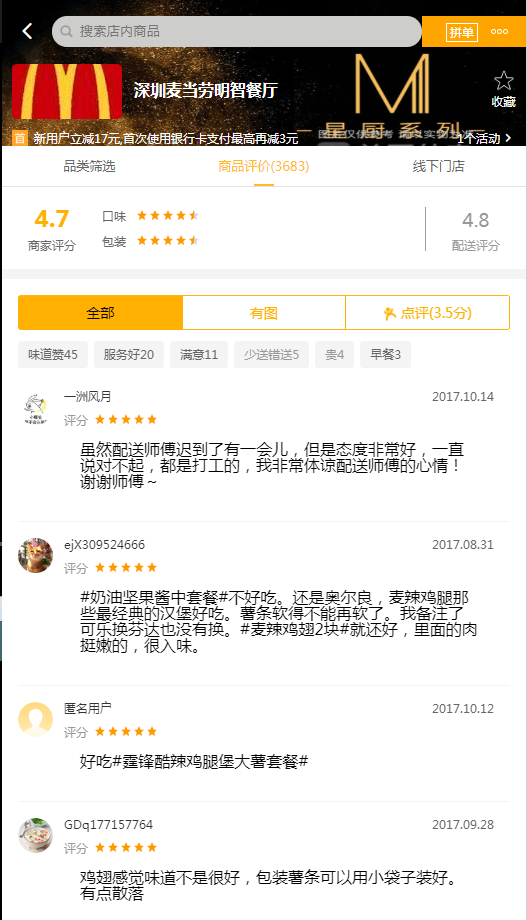 搜索店内商品
拼单
深圳麦当劳明智餐厅
收藏
星厨系列
首 新用户立减17元,首次使用银行卡支付最高再减3元
1个活动
品类筛选
商品评价(3683)
线下门店
4.7
商家评分
口味
包装
4.8
配送评分
全部
有图
点评(3.5分)
味道赞45
服务好20
满意11
少送错送5
贵4
早餐3
一洲风月
2017.10.14
评分
虽然配送师傅迟到了有一会儿，但是态度非常好，一直
说对不起，都是打工的，我非常体谅配送师傅的心情！
谢谢师傅～
ejX309524666
2017.08.31
评分
#奶油坚果酱中套餐#不好吃。还是奥尔良，麦辣鸡腿那
些最经典的汉堡好吃。薯条软得不能再软了。我备注了
可乐换芬达也没有换。#麦辣鸡翅2块#就还好，里面的肉
挺嫩的，很入味。
匿名用户
2017.10.12
评分
好吃#霆锋酷辣鸡腿堡大薯套餐#
GDq177157764
2017.09.28
评分
鸡翅感觉味道不是很好，包装薯条可以用小袋子装好。
有点散落